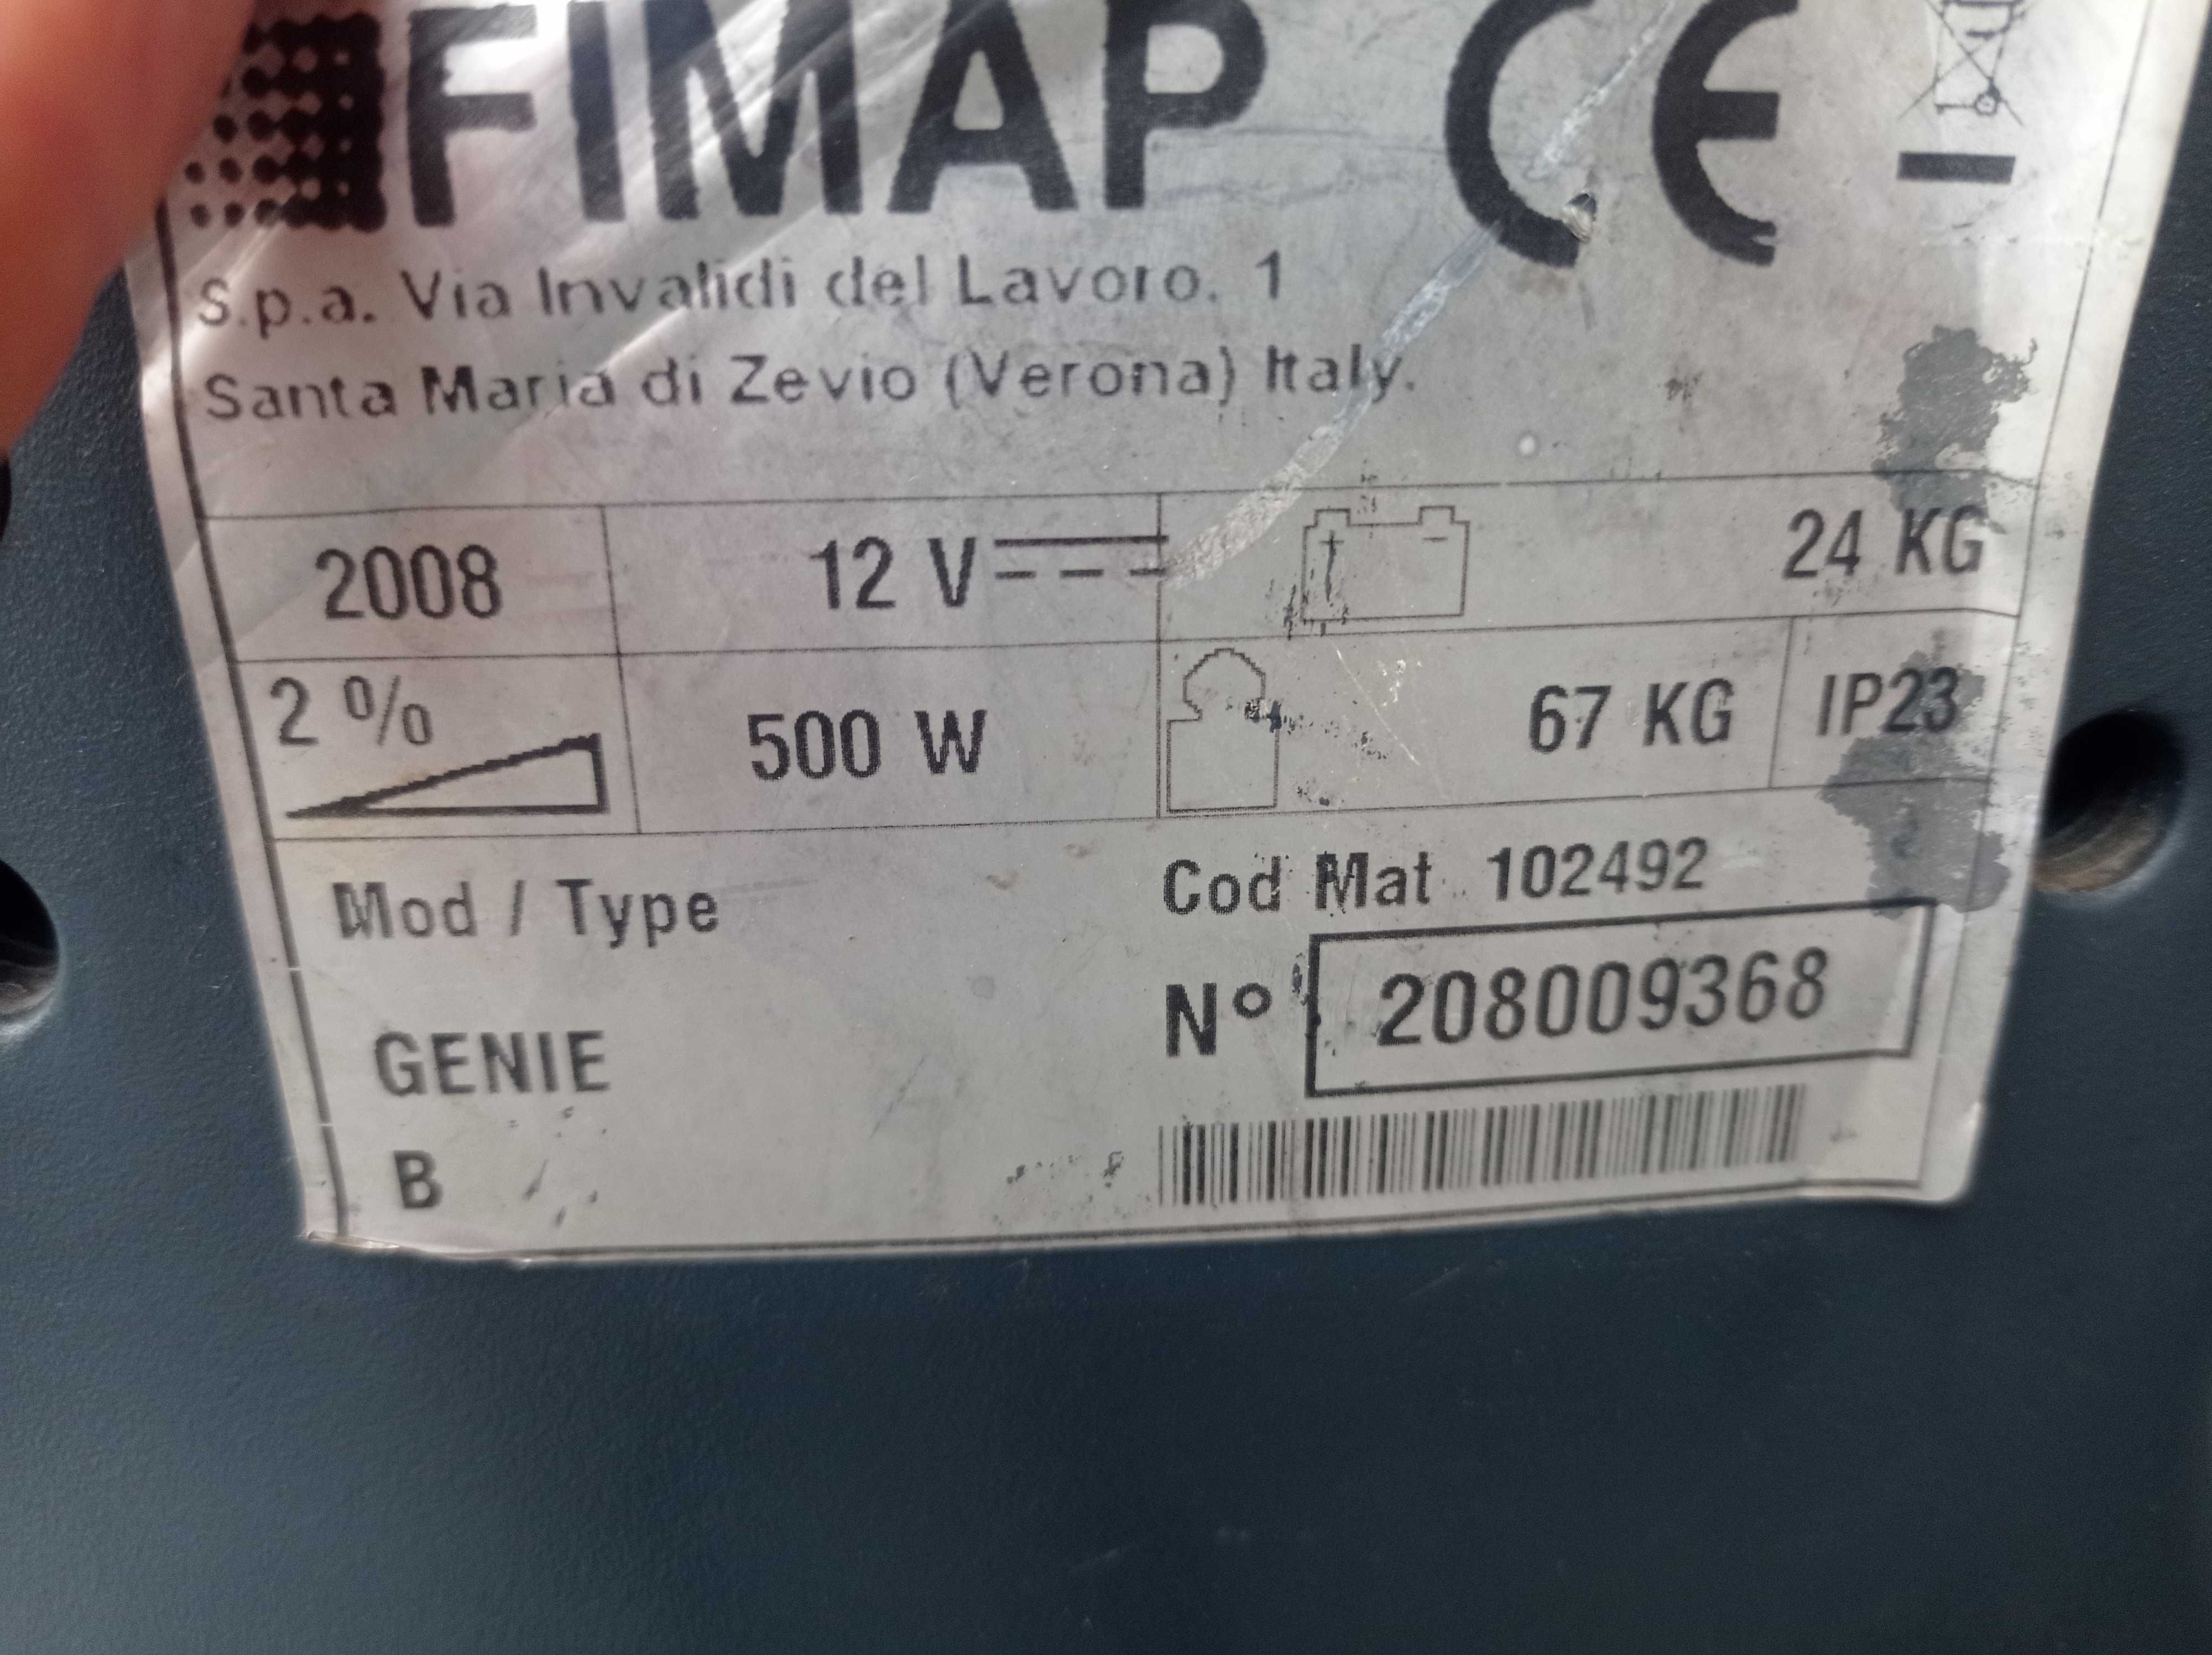 FIMAP CE
S.p.a. Via Invalidi del Lavoro, 1
Santa Maria di Zevio (Verona) Italy.
2008 12 V 24 KG
2 % 500 W 67 KG IP23
Mod / Type Cod Mat 102492
N° 208009368
GENIE
B